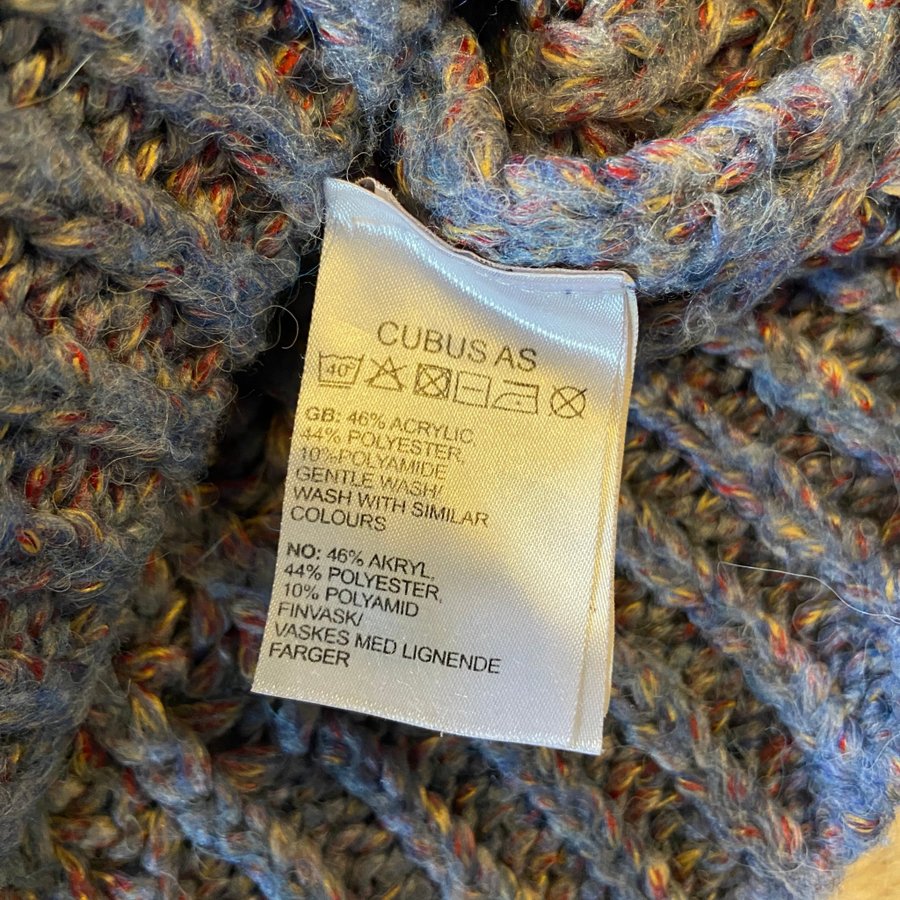 CUBUS AS
40°
GB: 46% ACRYLIC,
44% POLYESTER,
10% POLYAMIDE
GENTLE WASH/
WASH WITH SIMILAR
COLOURS
NO: 46% AKRYL,
44% POLYESTER,
10% POLYAMID
FINVASK/
VASKES MED LIGNENDE
FARGER